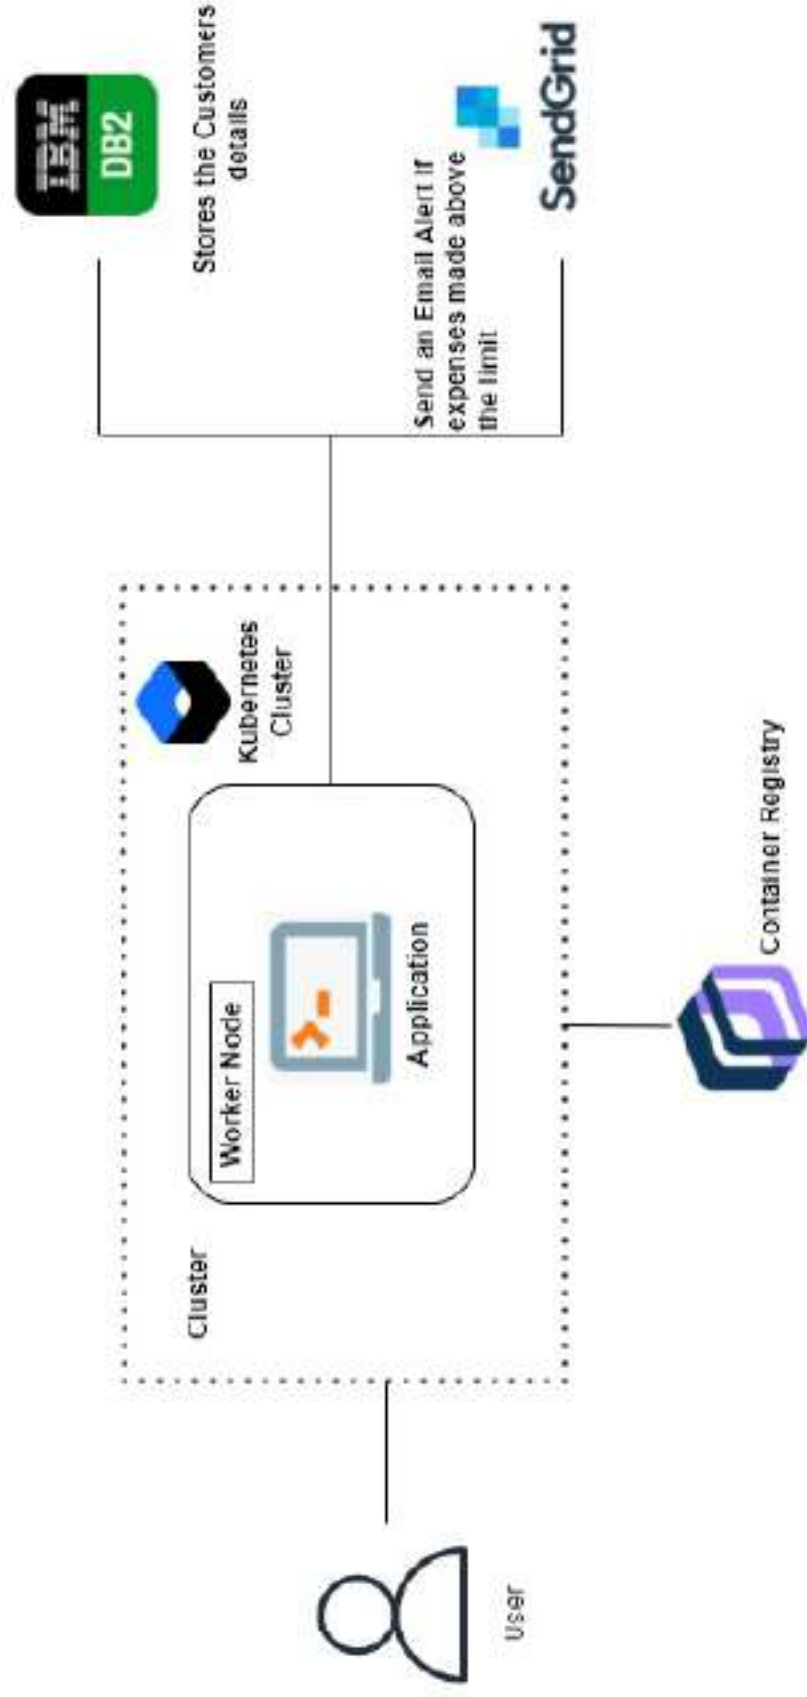 User
Cluster
Worker Node
Application
Kubernetes
Cluster
Container Registry
IBM
DB2
Stores the Customers
details
Send an Email Alert if
expenses made above
the limit
SendGrid